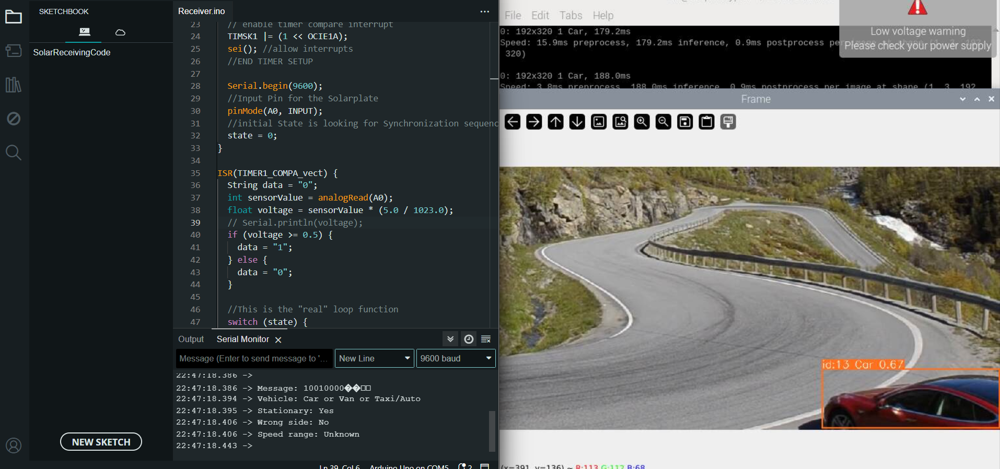 SKETCHBOOK
SolarReceivingCode
NEW SKETCH
Receiver.ino
23 // enable timer compare interrupt
24 TIMSK1 |= (1 << OCIE1A);
25 sei(); //allow interrupts
26 //END TIMER SETUP
27
28 Serial.begin(9600);
29 //Input Pin for the Solarplate
30 pinMode(A0, INPUT);
31 //initial State is looking for Synchronization sequenc
32 state = 0;
33 }
34
35 ISR(TIMER1_COMPA_vect) {
36 String data = "0";
37 int sensorValue = analogRead(A0);
38 float voltage = sensorValue * (5.0 / 1023.0);
39 // Serial.println(voltage);
40 if (voltage >= 0.5) {
41 data = "1";
42 } else {
43 data = "0";
44 }
45
46 //This is the "real" loop function
47 switch (state) {
Output Serial Monitor
Message (Enter to send message to '... New Line 9600 baud
22:47:18.386 ->
22:47:18.386 -> Message: 10010000��□□
22:47:18.394 -> Vehicle: Car or Van or Taxi/Auto
22:47:18.395 -> Stationary: Yes
22:47:18.406 -> Wrong side: No
22:47:18.406 -> Speed range: Unknown
22:47:18.443 ->
Ln 39, Col 6 Arduino Uno on COM5 2
File Edit Tabs Help
0: 192x320 1 Car, 179.2ms
Speed: 15.9ms preprocess, 179.2ms inference, 0.9ms postprocess per image at shape (1, 3, 192,
320)
0: 192x320 1 Car, 188.0ms
Speed: 3.8ms preprocess, 188.0ms inference, 0.9ms postprocess per image at shape (1, 3, 192,
Low voltage warning
Please check your power supply
Frame
id:13 Car 0.67
(x=391, y=136) ~ R:113 G:112 B:68